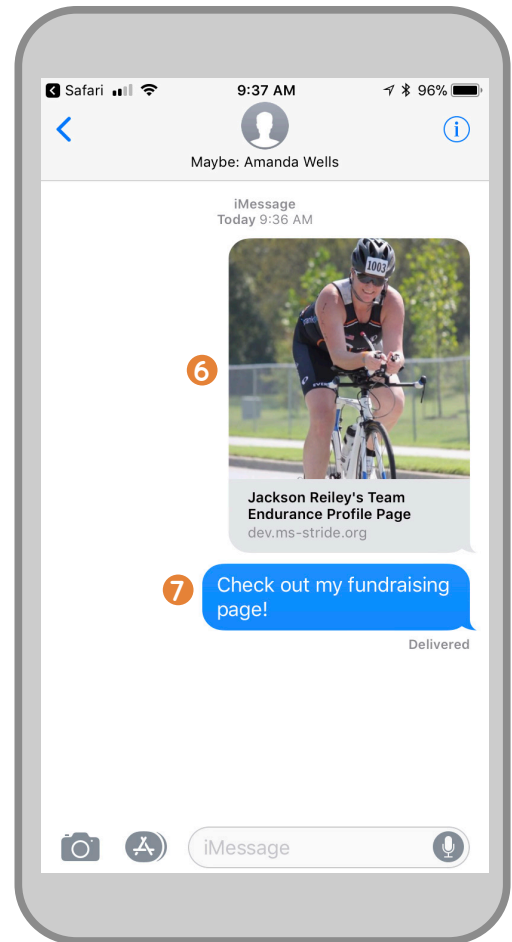 Safari 9:37 AM 96%
Maybe: Amanda Wells
iMessage
Today 9:36 AM
1003
6
Jackson Reiley's Team
Endurance Profile Page
dev.ms-stride.org
7
Check out my fundraising
page!
Delivered
iMessage